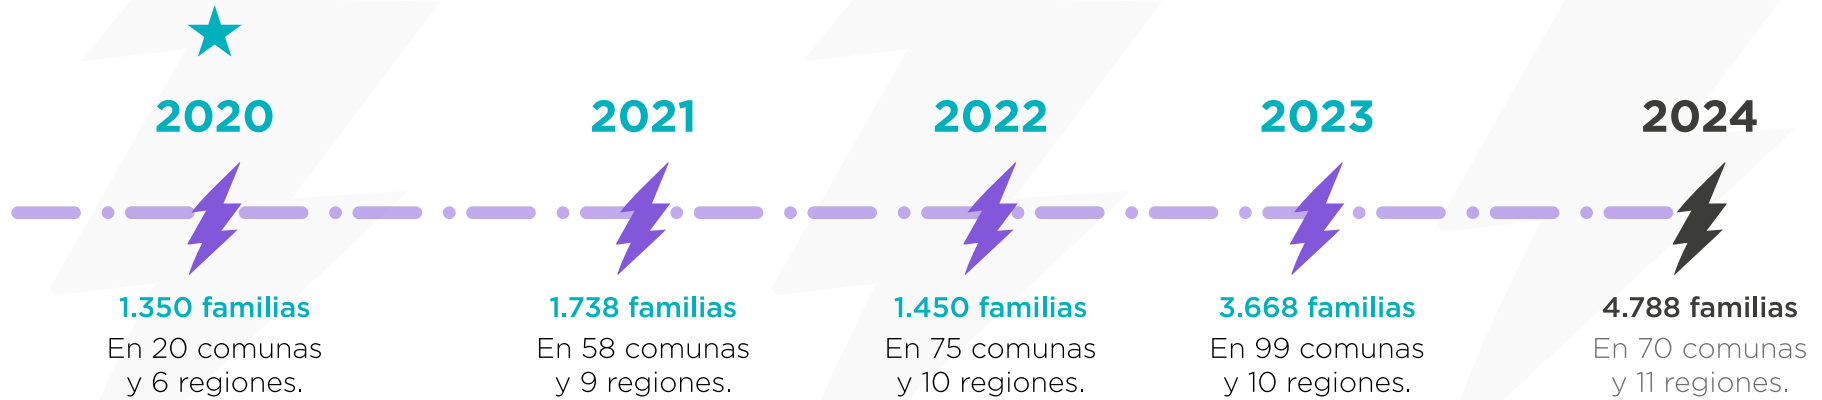 2020
1.350 familias
En 20 comunas
y 6 regiones.
2021
1.738 familias
En 58 comunas
y 9 regiones.
2022
1.450 familias
En 75 comunas
y 10 regiones.
2023
3.668 familias
En 99 comunas
y 10 regiones.
2024
4.788 familias
En 70 comunas
y 11 regiones.